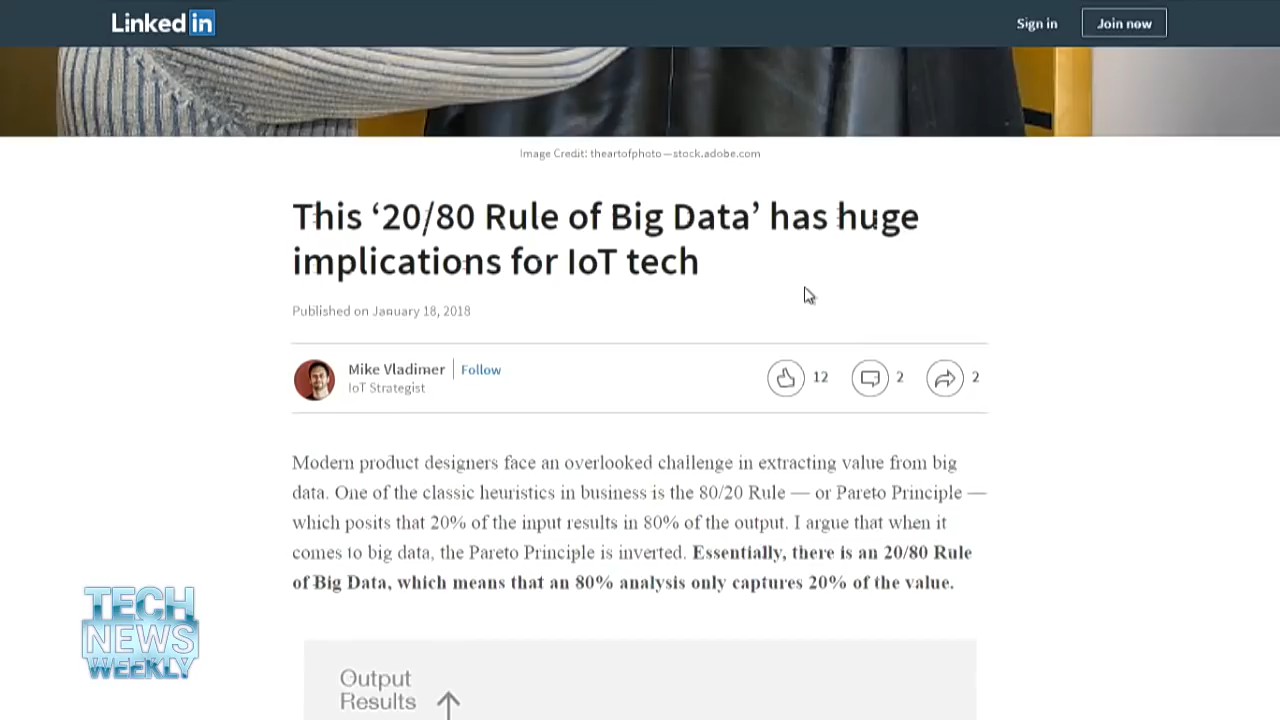 Linked in
Sign in
Join now
Image Credit: theartofphoto—stock.adobe.com
This ‘20/80 Rule of Big Data’ has huge
implications for IoT tech
Published on January 18, 2018
Mike Vladimer
Follow
IoT Strategist
12
2
2
Modern product designers face an overlooked challenge in extracting value from big
data. One of the classic heuristics in business is the 80/20 Rule — or Pareto Principle —
which posits that 20% of the input results in 80% of the output. I argue that when it
comes to big data, the Pareto Principle is inverted. Essentially, there is an 20/80 Rule
of Big Data, which means that an 80% analysis only captures 20% of the value.
TECH
NEWS
WEEKLY
Output
Results